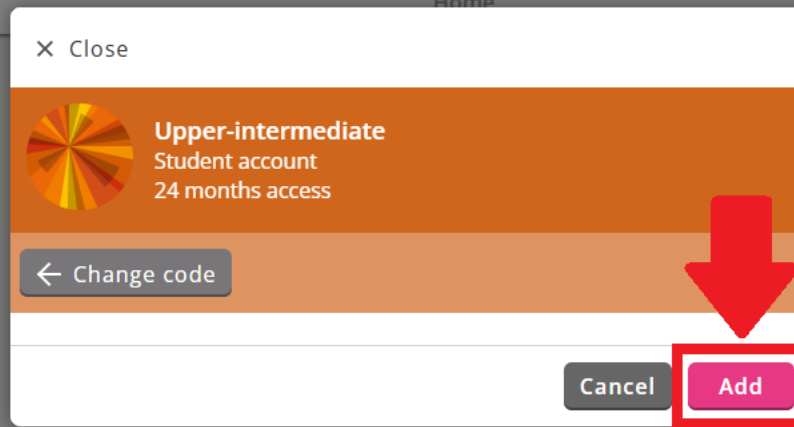 Home
Close
Upper-intermediate
Student account
24 months access
Change code
Cancel
Add